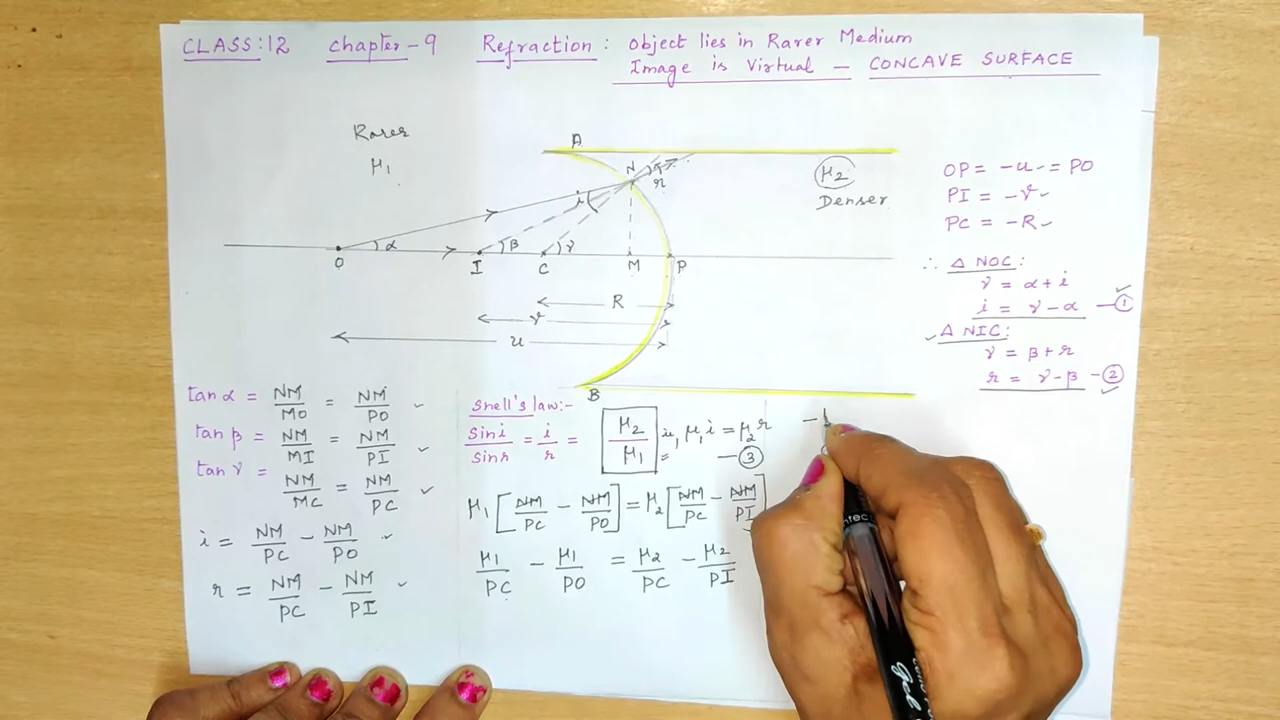 CLASS:12 chapter-9 Refraction: object lies in Rarer Medium
Image is Virtual — CONCAVE SURFACE
Rarer
μ1
A
N
r
i
μ2
Denser
α
β
γ
O
I
C
M
P
R
v
u
B
OP = -u = PO
PI = -v
PC = -R
∴ Δ NOC:
γ = α + i
i = γ - α — ①
Δ NIC:
γ = β + r
r = γ - β — ②
tan α = NM/MO = NM/PO
tan β = NM/MI = NM/PI
tan γ = NM/MC = NM/PC
i = NM/PC - NM/PO
r = NM/PC - NM/PI
Snell's law:-
Sin i/Sin r = i/r = μ2/μ1 = ie, μ1 i = μ2 r — ③
μ1 [NM/PC - NM/PO] = μ2 [NM/PC - NM/PI]
μ1/PC - μ1/PO = μ2/PC - μ2/PI